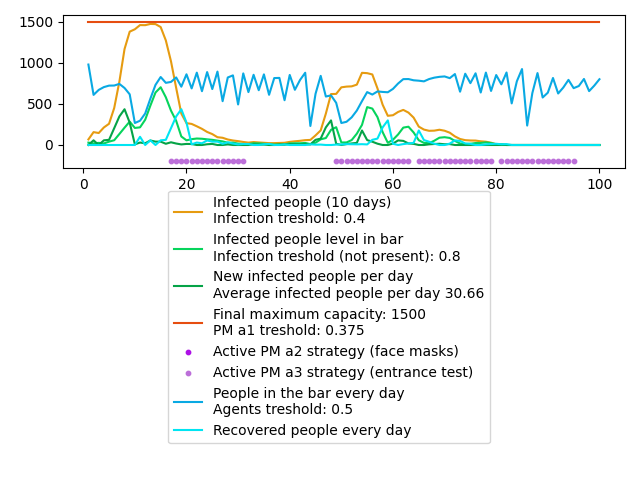 1500
1000
500
0
0 20 40 60 80 100
Infected people (10 days)
Infection treshold: 0.4
Infected people level in bar
Infection treshold (not present): 0.8
New infected people per day
Average infected people per day 30.66
Final maximum capacity: 1500
PM a1 treshold: 0.375
Active PM a2 strategy (face masks)
Active PM a3 strategy (entrance test)
People in the bar every day
Agents treshold: 0.5
Recovered people every day